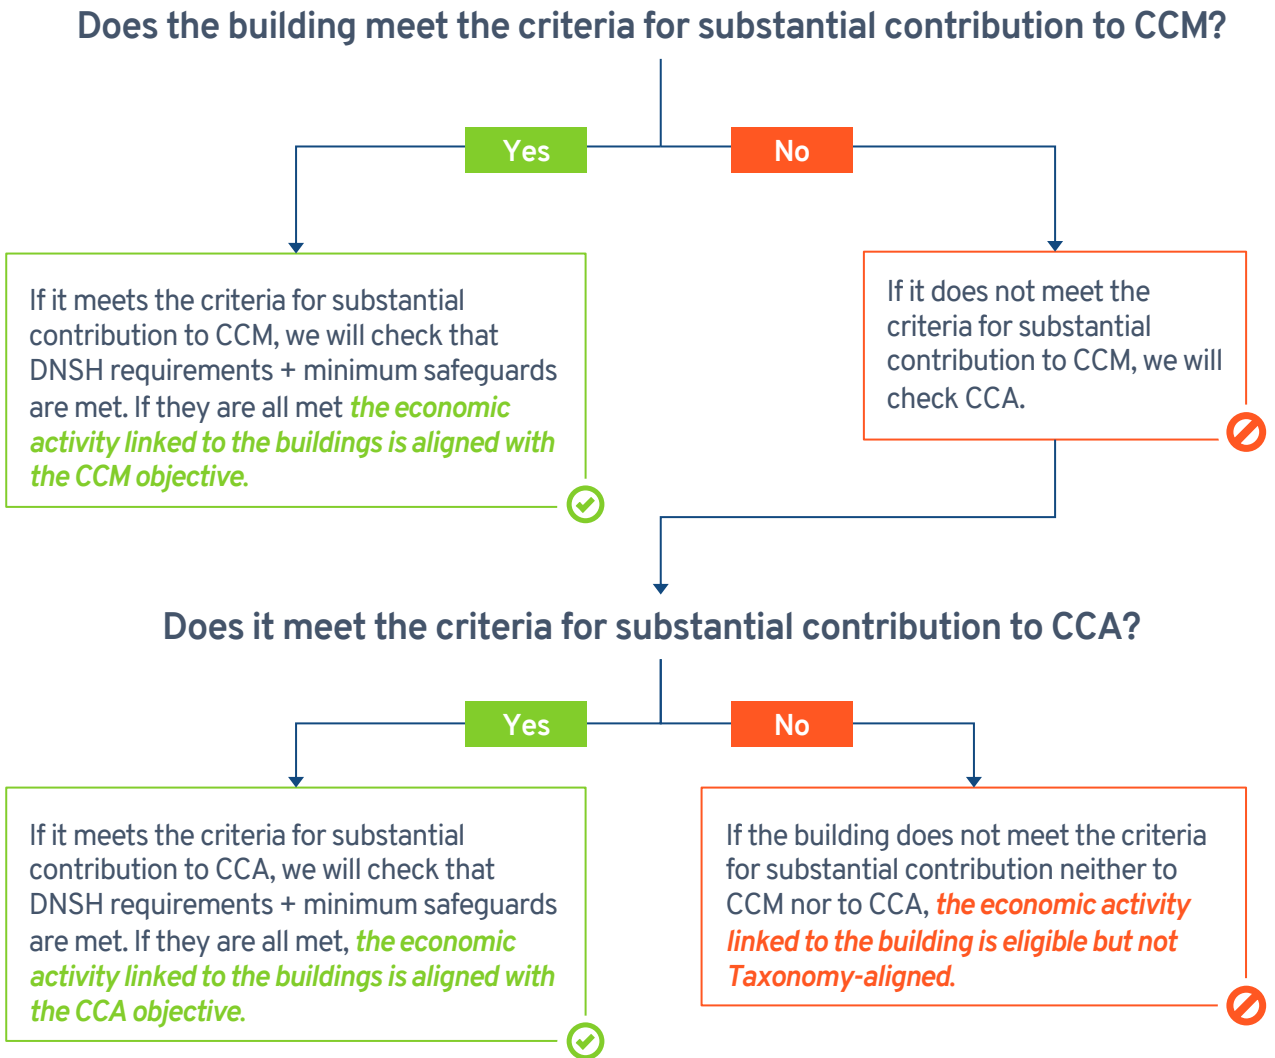 Does the building meet the criteria for substantial contribution to CCM?
Yes
No
If it meets the criteria for substantial
contribution to CCM, we will check that
DNSH requirements + minimum safeguards
are met. If they are all met the economic
activity linked to the buildings is aligned with
the CCM objective.
If it does not meet the
criteria for substantial
contribution to CCM, we will
check CCA.
Does it meet the criteria for substantial contribution to CCA?
Yes
No
If it meets the criteria for substantial
contribution to CCA, we will check that
DNSH requirements + minimum safeguards
are met. If they are all met, the economic
activity linked to the buildings is aligned with
the CCA objective.
If the building does not meet the criteria
for substantial contribution neither to
CCM nor to CCA, the economic activity
linked to the building is eligible but not
Taxonomy-aligned.